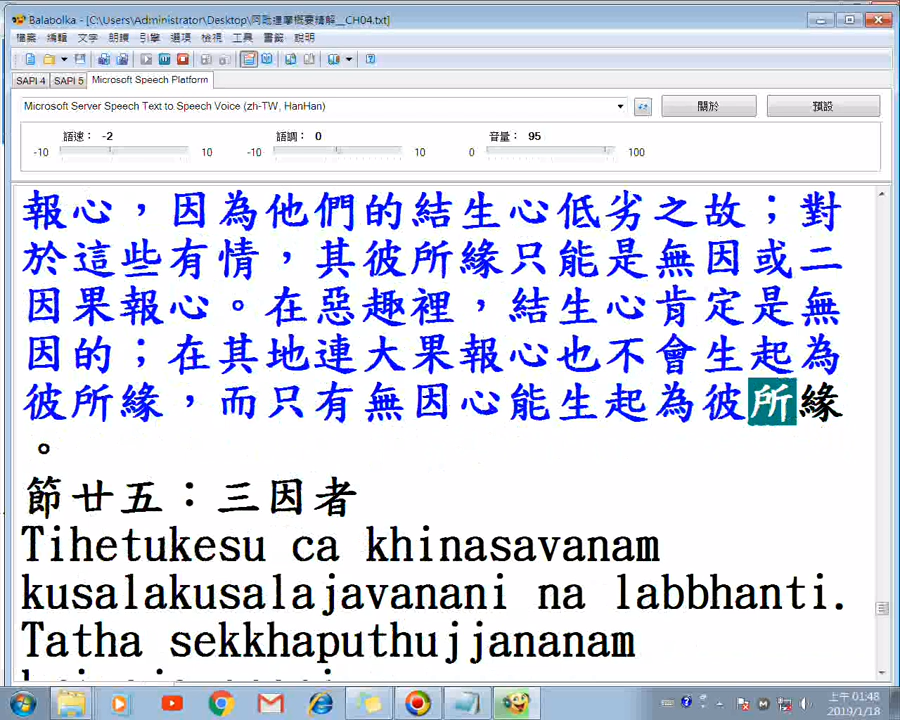 Balabolka - [C:\Users\Administrator\Desktop\阿毗達摩概要精解__CH04.txt]
檔案 編輯 文字 朗讀 引擎 選項 檢視 工具 書籤 說明
SAPI 4 SAPI 5 Microsoft Speech Platform
Microsoft Server Speech Text to Speech Voice (zh-TW, HanHan) 關於 預設
語速： -2 語調： 0 音量： 95
-10 10 -10 10 0 100
報心，因為他們的結生心低劣之故；對
於這些有情，其彼所緣只能是無因或二
因果報心。在惡趣裡，結生心肯定是無
因的；在其地連大果報心也不會生起為
彼所緣，而只有無因心能生起為彼所緣
。
節廿五：三因者
Tihetukesu ca khinasavanam
kusalakusalajavanani na labbhanti.
Tatha sekkhaputhujjananam
上午 01:48
2019/1/18